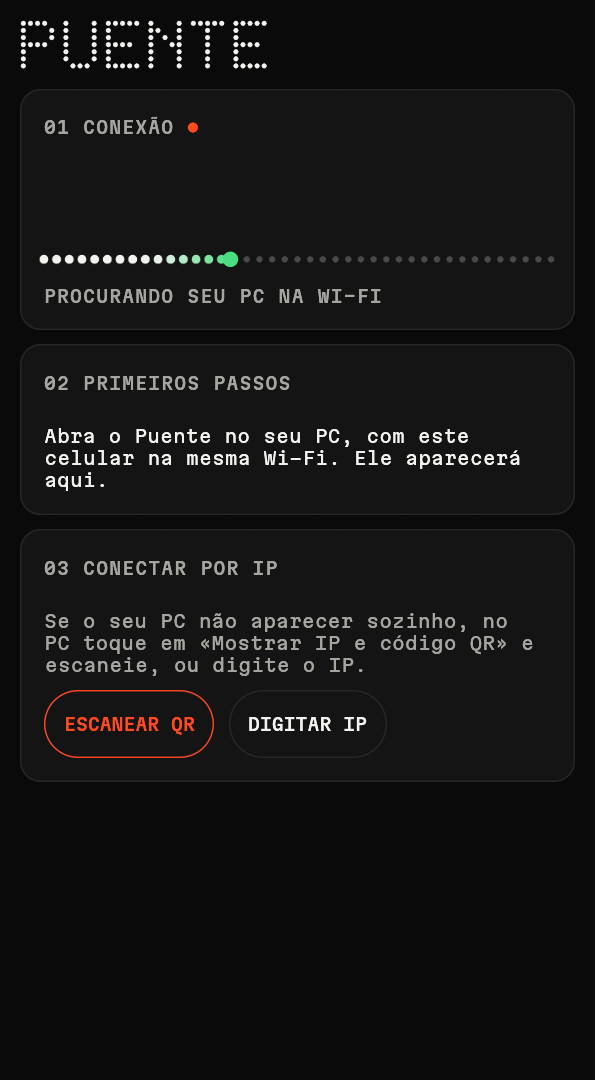 PUENTE
01 CONEXÃO
PROCURANDO SEU PC NA WI-FI
02 PRIMEIROS PASSOS
Abra o Puente no seu PC, com este
celular na mesma Wi-Fi. Ele aparecerá
aqui.
03 CONECTAR POR IP
Se o seu PC não aparecer sozinho, no
PC toque em «Mostrar IP e código QR» e
escaneie, ou digite o IP.
ESCANEAR QR
DIGITAR IP